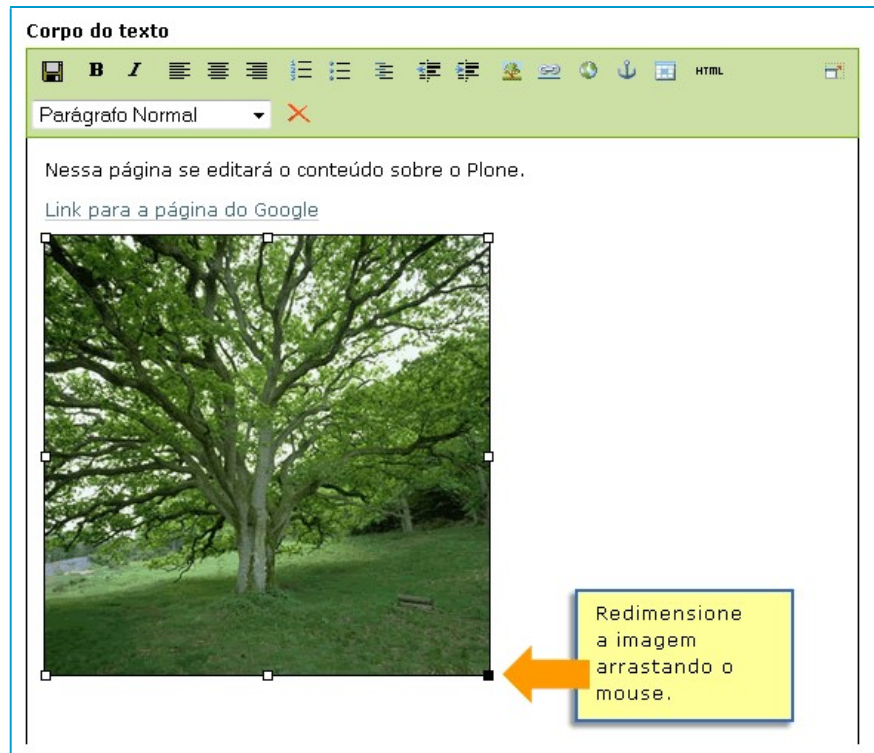 Corpo do texto
B I HTML
Parágrafo Normal
Nessa página se editará o conteúdo sobre o Plone.
Link para a página do Google
Redimensione
a imagem
arrastando o
mouse.